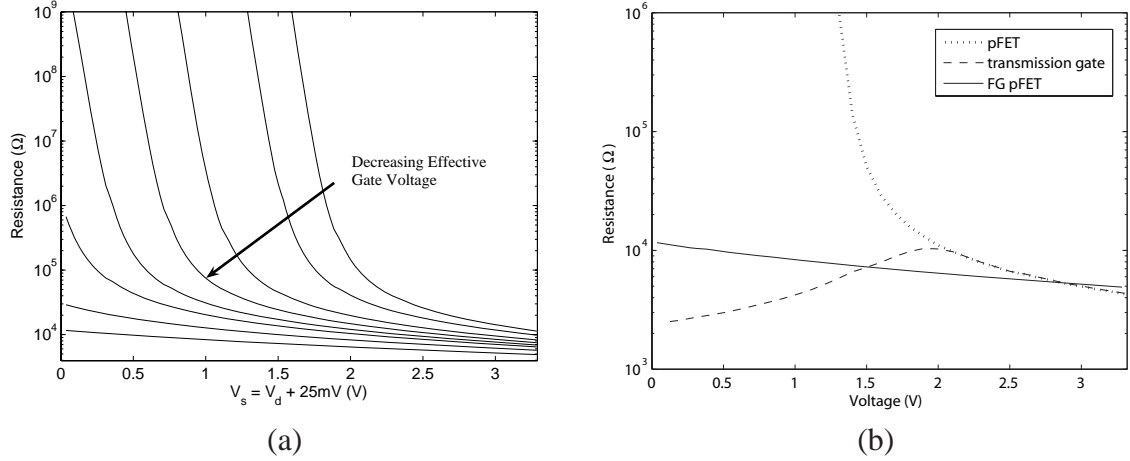 10^9
10^8
10^7
10^6
10^5
10^4
Resistance (Ω)
Decreasing Effective
Gate Voltage
0 0.5 1 1.5 2 2.5 3
V_s = V_d + 25mV (V)
(a)
10^6
10^5
10^4
10^3
Resistance (Ω)
pFET
transmission gate
FG pFET
0 0.5 1 1.5 2 2.5 3
Voltage (V)
(b)